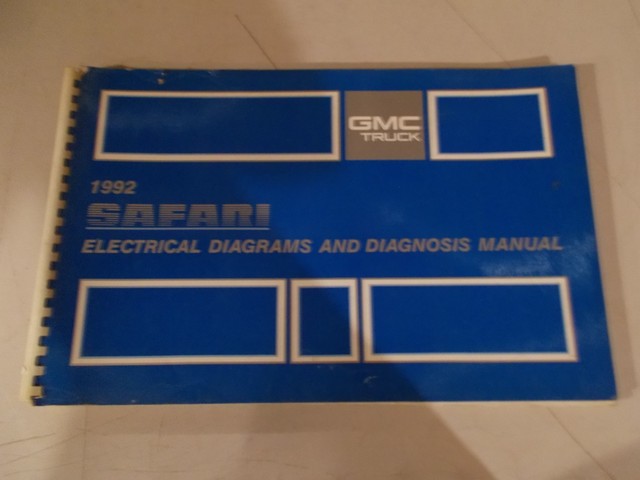 GMC
TRUCK
1992
SAFARI
ELECTRICAL DIAGRAMS AND DIAGNOSIS MANUAL